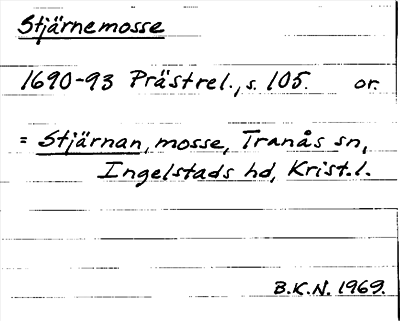 Stjärnemosse
1690-93 Prästrel., s. 105. or.
= Stjärnan, mosse, Tranås sn,
Ingelstads hd, Krist.l.
B.K.N. 1969.